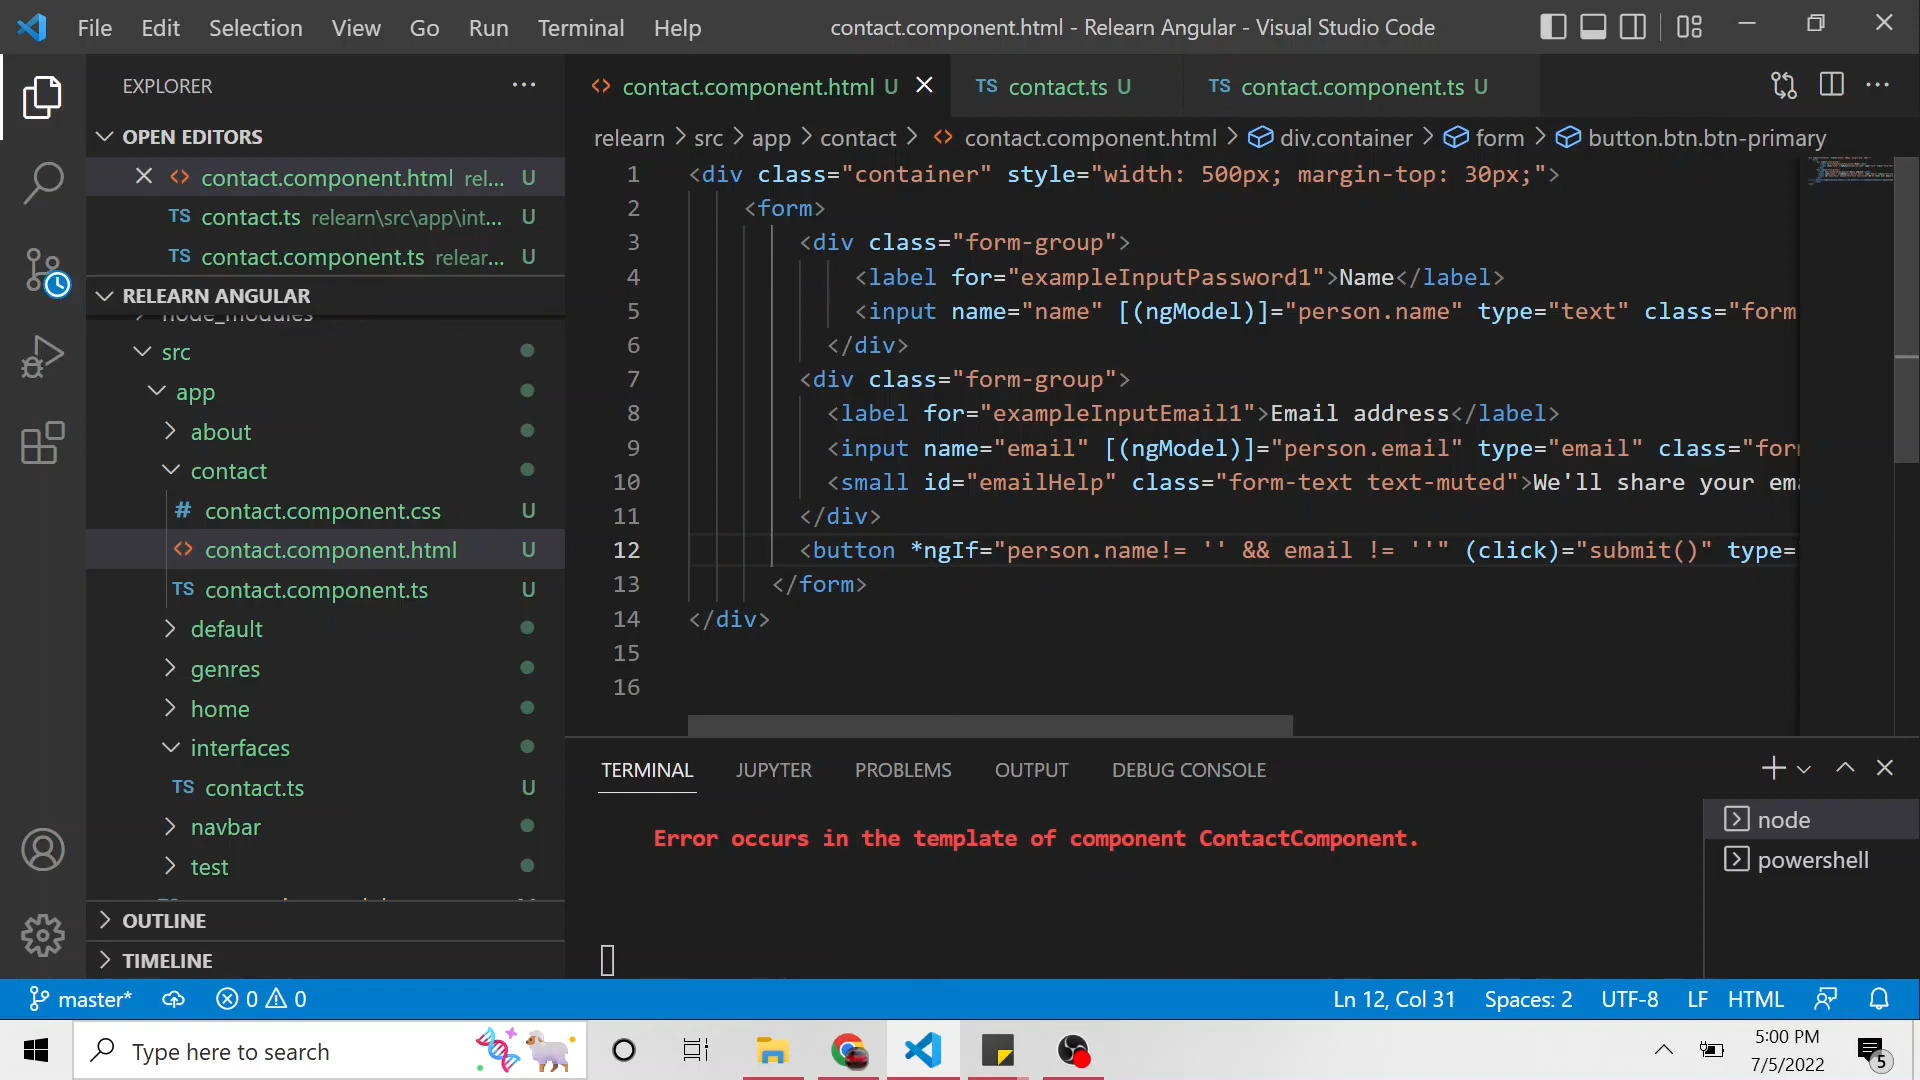 File Edit Selection View Go Run Terminal Help
contact.component.html - Relearn Angular - Visual Studio Code
EXPLORER
OPEN EDITORS
contact.component.html rel... U
TS contact.ts relearn\src\app\int... U
TS contact.component.ts relear... U
RELEARN ANGULAR
node_modules
src
app
about
contact
# contact.component.css U
<> contact.component.html U
TS contact.component.ts U
default
genres
home
interfaces
TS contact.ts U
navbar
test
OUTLINE
TIMELINE
<> contact.component.html U
TS contact.ts U
TS contact.component.ts U
relearn > src > app > contact > <> contact.component.html > div.container > form > button.btn.btn-primary
1 <div class="container" style="width: 500px; margin-top: 30px;">
2 <form>
3 <div class="form-group">
4 <label for="exampleInputPassword1">Name</label>
5 <input name="name" [(ngModel)]="person.name" type="text" class="form
6 </div>
7 <div class="form-group">
8 <label for="exampleInputEmail1">Email address</label>
9 <input name="email" [(ngModel)]="person.email" type="email" class="for
10 <small id="emailHelp" class="form-text text-muted">We'll share your em
11 </div>
12 <button *ngIf="person.name!= '' && email != ''" (click)="submit()" type=
13 </form>
14 </div>
15
16
TERMINAL JUPYTER PROBLEMS OUTPUT DEBUG CONSOLE
Error occurs in the template of component ContactComponent.
node
powershell
master* 0 0
Ln 12, Col 31 Spaces: 2 UTF-8 LF HTML
Type here to search
5:00 PM
7/5/2022
5